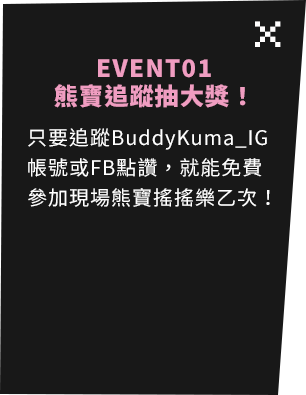 EVENT01
熊寶追蹤抽大獎！
只要追蹤BuddyKuma_IG
帳號或FB點讚，就能免費
參加現場熊寶搖搖樂乙次！